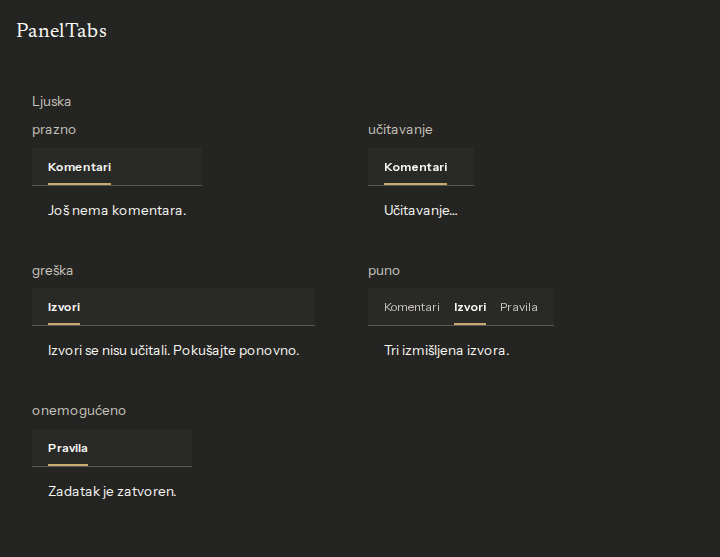 PanelTabs
Ljuska
prazno
Komentari
Još nema komentara.
učitavanje
Komentari
Učitavanje…
greška
Izvori
Izvori se nisu učitali. Pokušajte ponovno.
puno
Komentari Izvori Pravila
Tri izmišljena izvora.
onemogućeno
Pravila
Zadatak je zatvoren.